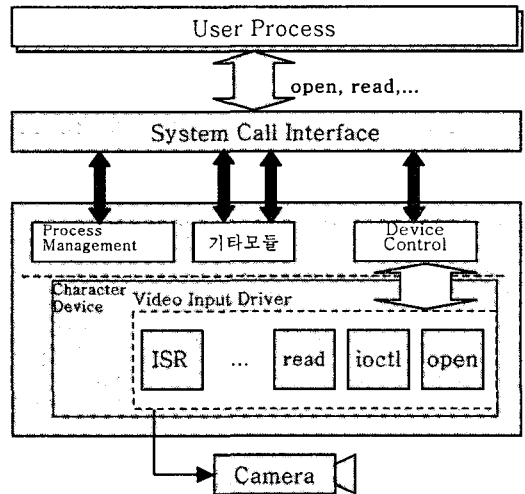 User Process
open, read,...
System Call Interface
Process
Management
기타모듈
Device
Control
Character
Device
Video Input Driver
ISR
...
read
ioctl
open
Camera